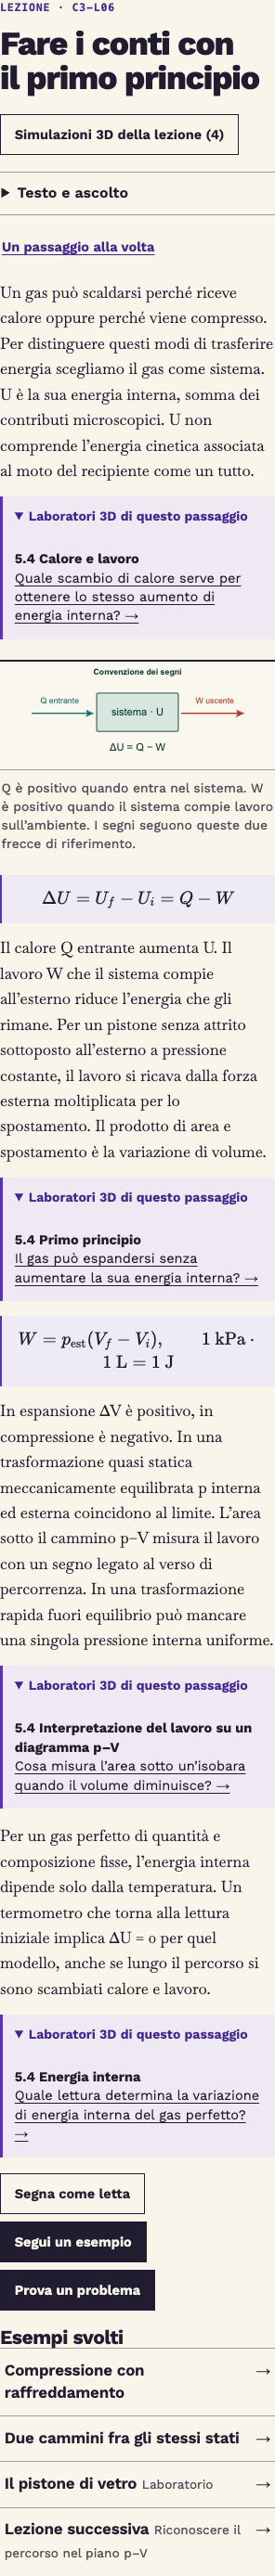 LEZIONE · C3–L06
Fare i conti con
il primo principio
Simulazioni 3D della lezione (4)
▶ Testo e ascolto
Un passaggio alla volta
Un gas può scaldarsi perché riceve
calore oppure perché viene compresso.
Per distinguere questi modi di trasferire
energia scegliamo il gas come sistema.
U è la sua energia interna, somma dei
contributi microscopici. U non
comprende l’energia cinetica associata
al moto del recipiente come un tutto.
▼ Laboratori 3D di questo passaggio
5.4 Calore e lavoro
Quale scambio di calore serve per
ottenere lo stesso aumento di
energia interna? →
Convenzione dei segni
Q entrante
sistema · U
W uscente
ΔU = Q − W
Q è positivo quando entra nel sistema. W
è positivo quando il sistema compie lavoro
sull’ambiente. I segni seguono queste due
frecce di riferimento.
ΔU = U_f − U_i = Q − W
Il calore Q entrante aumenta U. Il
lavoro W che il sistema compie
all’esterno riduce l’energia che gli
rimane. Per un pistone senza attrito
sottoposto all’esterno a pressione
costante, il lavoro si ricava dalla forza
esterna moltiplicata per lo
spostamento. Il prodotto di area e
spostamento è la variazione di volume.
▼ Laboratori 3D di questo passaggio
5.4 Primo principio
Il gas può espandersi senza
aumentare la sua energia interna? →
W = p_est(V_f − V_i), 1 kPa ·
1 L = 1 J
In espansione ΔV è positivo, in
compressione è negativo. In una
trasformazione quasi statica
meccanicamente equilibrata p interna
ed esterna coincidono al limite. L’area
sotto il cammino p–V misura il lavoro
con un segno legato al verso di
percorrenza. In una trasformazione
rapida fuori equilibrio può mancare
una singola pressione interna uniforme.
▼ Laboratori 3D di questo passaggio
5.4 Interpretazione del lavoro su un
diagramma p–V
Cosa misura l’area sotto un’isobara
quando il volume diminuisce? →
Per un gas perfetto di quantità e
composizione fisse, l’energia interna
dipende solo dalla temperatura. Un
termometro che torna alla lettura
iniziale implica ΔU = 0 per quel
modello, anche se lungo il percorso si
sono scambiati calore e lavoro.
▼ Laboratori 3D di questo passaggio
5.4 Energia interna
Quale lettura determina la variazione
di energia interna del gas perfetto?
→
Segna come letta
Segui un esempio
Prova un problema
Esempi svolti
Compressione con →
raffreddamento
Due cammini fra gli stessi stati →
Il pistone di vetro Laboratorio →
Lezione successiva Riconoscere il →
percorso nel piano p–V